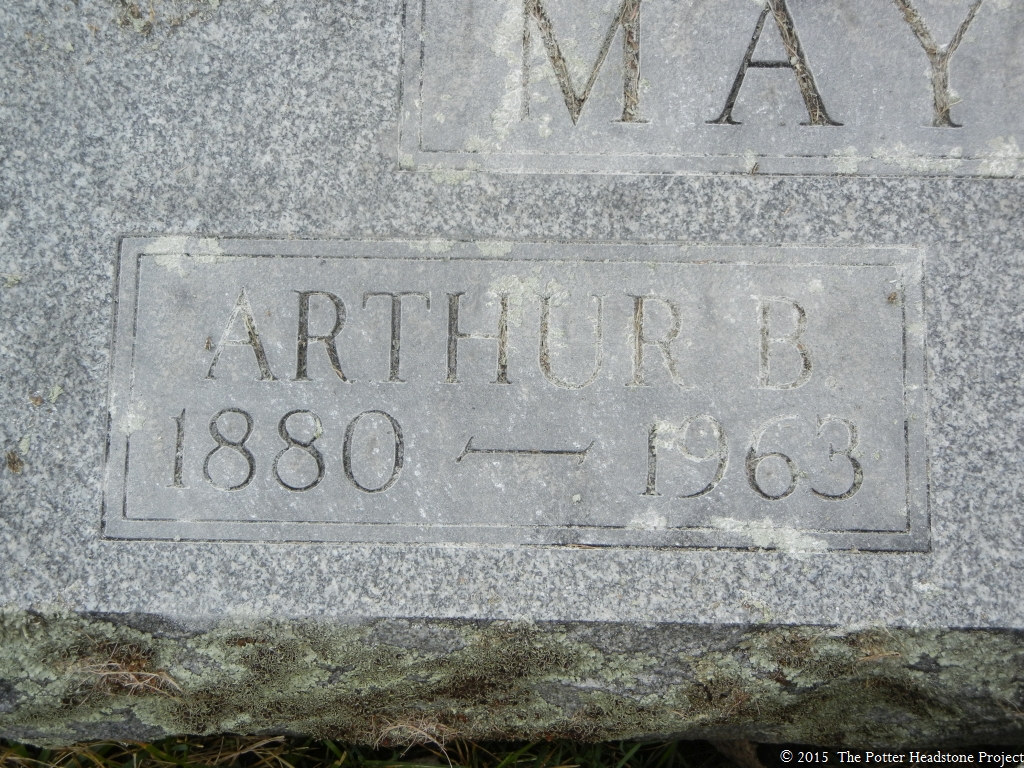 MAY
ARTHUR B.
1880 — 1963
© 2015 The Potter Headstone Project